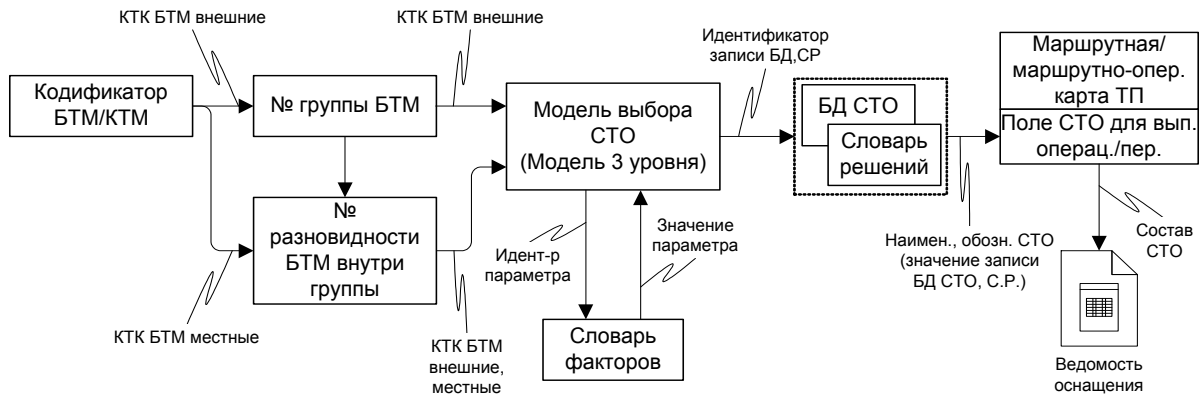 КТК БТМ внешние
КТК БТМ внешние
Идентификатор
записи БД,СР
Маршрутная/
маршрутно-опер.
карта ТП
Кодификатор
БТМ/КТМ
№ группы БТМ
Модель выбора
СТО
(Модель 3 уровня)
БД СТО
Словарь
решений
Поле СТО для вып.
операц./пер.
№
разновидности
БТМ внутри
группы
Идент-р
параметра
Значение
параметра
Наимен., обозн. СТО
(значение записи
БД СТО, С.Р.)
Состав
СТО
КТК БТМ местные
КТК БТМ
внешние,
местные
Словарь
факторов
Ведомость
оснащения